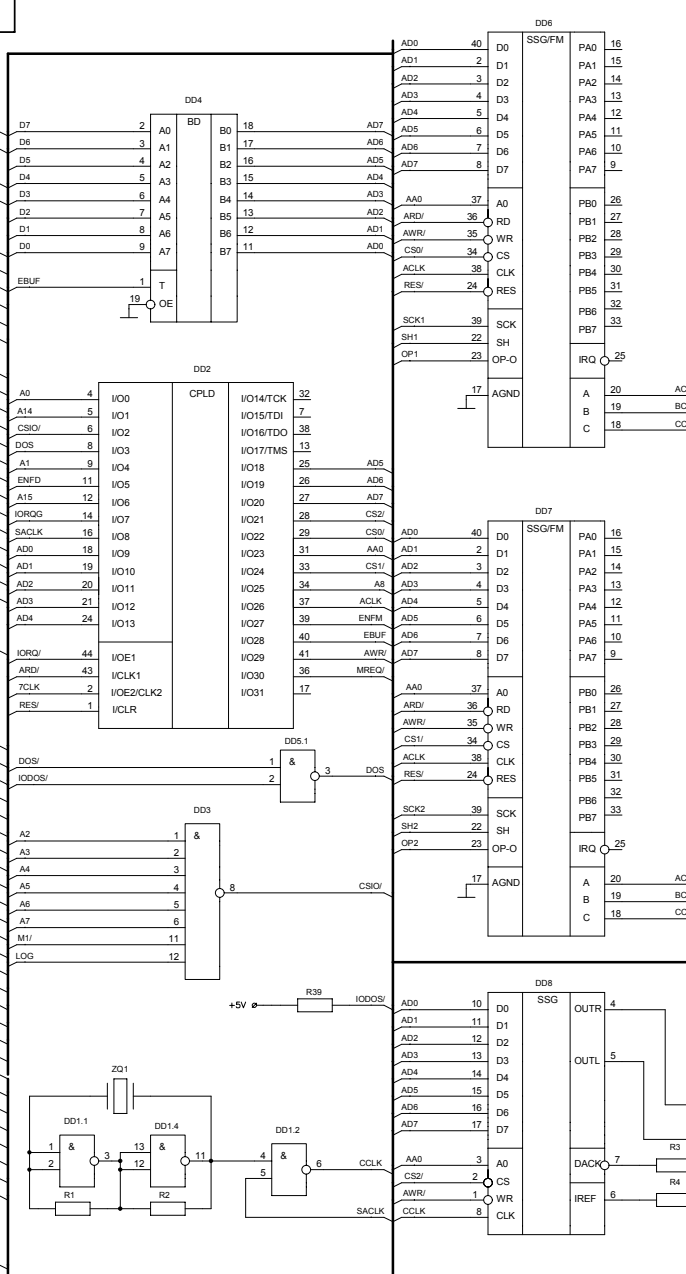 DD4
BD
D7 2 A0 B0 18 AD7
D6 3 A1 B1 17 AD6
D5 4 A2 B2 16 AD5
D4 5 A3 B3 15 AD4
D3 6 A4 B4 14 AD3
D2 7 A5 B5 13 AD2
D1 8 A6 B6 12 AD1
D0 9 A7 B7 11 AD0
EBUF 1 T
19 OE
DD2
CPLD
A0 4 I/O0 I/O14/TCK 32
A14 5 I/O1 I/O15/TDI 7
CSIO/ 6 I/O2 I/O16/TDO 38
DOS 8 I/O3 I/O17/TMS 13
A1 9 I/O4 I/O18 25 AD5
ENFD 11 I/O5 I/O19 26 AD6
A15 12 I/O6 I/O20 27 AD7
IORQG 14 I/O7 I/O21 28 CS2/
SACLK 16 I/O8 I/O22 29 CS0/
AD0 18 I/O9 I/O23 31 AA0
AD1 19 I/O10 I/O24 33 CS1/
AD2 20 I/O11 I/O25 34 A8
AD3 21 I/O12 I/O26 37 ACLK
AD4 24 I/O13 I/O27 39 ENFM
I/O28 40 EBUF
IORQ/ 44 I/OE1 I/O29 41 AWR/
ARD/ 43 I/CLK1 I/O30 36 MREQ/
7CLK 2 I/OE2/CLK2 I/O31 17
RES/ 1 I/CLR
DD5.1
&
DOS/ 1
IODOS/ 2
3 DOS
DD3
&
A2 1
A3 2
A4 3
A5 4
A6 5
A7 6
M1/ 11
LOG 12
8 CSIO/
+5V R39 IODOS/
ZQ1
DD1.1 DD1.4 DD1.2
1 & 3 13 & 11 4 & 6 CCLK
2 12 5
R1 R2
SACLK
DD6
SSG/FM
AD0 40 D0 PA0 16
AD1 2 D1 PA1 15
AD2 3 D2 PA2 14
AD3 4 D3 PA3 13
AD4 5 D4 PA4 12
AD5 6 D5 PA5 11
AD6 7 D6 PA6 10
AD7 8 D7 PA7 9
AA0 37 A0 PB0 26
ARD/ 36 RD PB1 27
AWR/ 35 WR PB2 28
CS0/ 34 CS PB3 29
ACLK 38 CLK PB4 30
RES/ 24 RES PB5 31
PB6 32
SCK1 39 SCK PB7 33
SH1 22 SH
OP1 23 OP-O IRQ 25
17 AGND A 20 AC
B 19 BC
C 18 CC
DD7
SSG/FM
AD0 40 D0 PA0 16
AD1 2 D1 PA1 15
AD2 3 D2 PA2 14
AD3 4 D3 PA3 13
AD4 5 D4 PA4 12
AD5 6 D5 PA5 11
AD6 7 D6 PA6 10
AD7 8 D7 PA7 9
AA0 37 A0 PB0 26
ARD/ 36 RD PB1 27
AWR/ 35 WR PB2 28
CS1/ 34 CS PB3 29
ACLK 38 CLK PB4 30
RES/ 24 RES PB5 31
PB6 32
SCK2 39 SCK PB7 33
SH2 22 SH
OP2 23 OP-O IRQ 25
17 AGND A 20 AC
B 19 BC
C 18 CC
DD8
SSG
AD0 10 D0 OUTR 4
AD1 11 D1
AD2 12 D2
AD3 13 D3 OUTL 5
AD4 14 D4
AD5 15 D5
AD6 16 D6
AD7 17 D7
AA0 3 A0 DACK 7 R3
CS2/ 2 CS
AWR/ 1 WR IREF 6 R4
CCLK 8 CLK